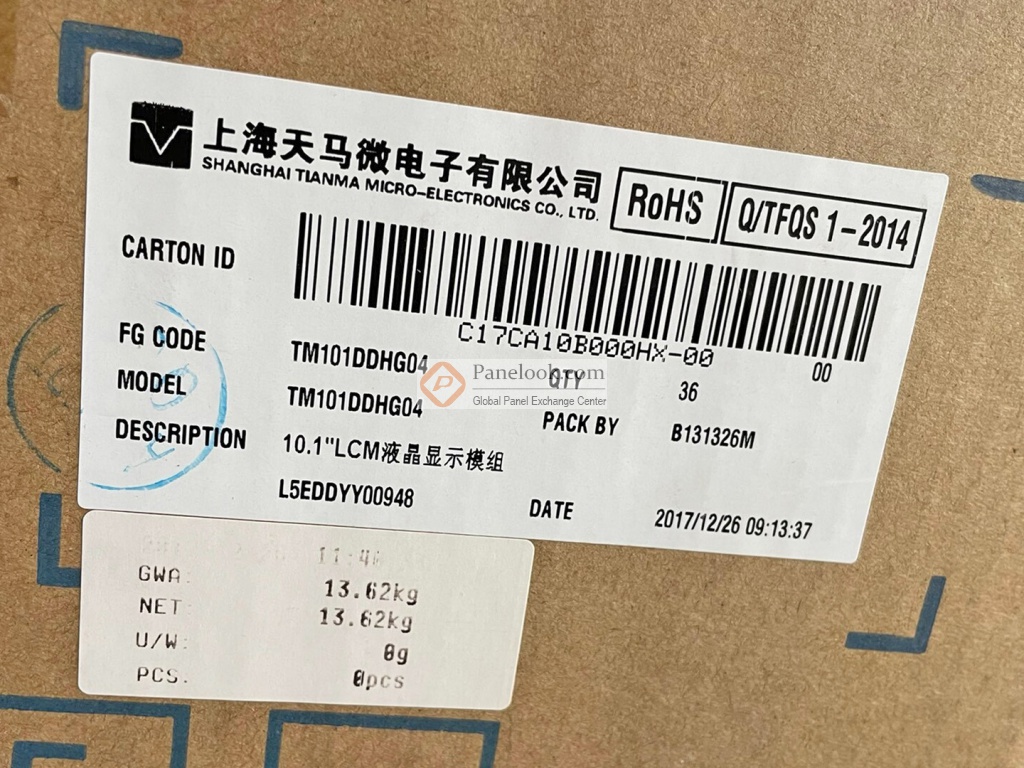 上海天马微电子有限公司
SHANGHAI TIANMA MICRO-ELECTRONICS CO., LTD.
RoHS
Q/TFQS 1-2014
CARTON ID
C17CA10B000HX-00
00
FG CODE TM101DDHG04 QTY 36
Panelook.com
Global Panel Exchange Center
MODEL TM101DDHG04 PACK BY B131326M
DESCRIPTION 10.1"LCM液晶显示模组
L5EDDYY00948 DATE 2017/12/26 09:13:37
11:40
GWA: 13.62kg
NET: 13.62kg
U/W: 0g
PCS. 0pcs